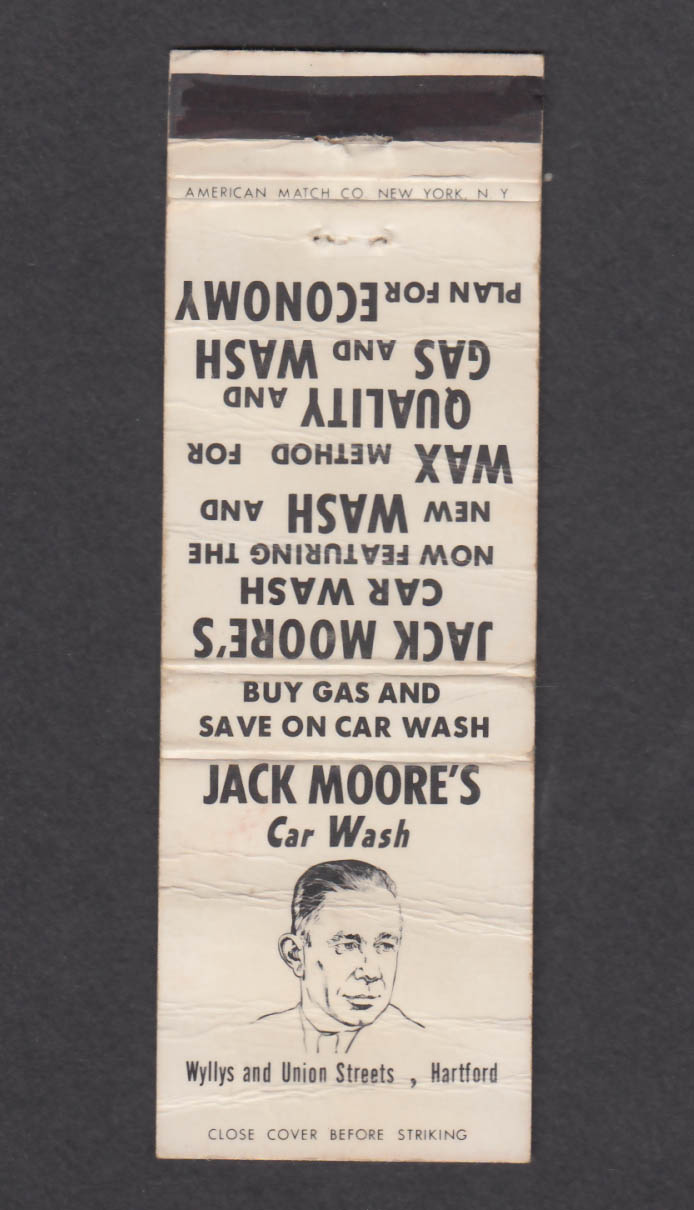 AMERICAN MATCH CO. NEW YORK, N. Y
JACK MOORE'S
CAR WASH
NOW FEATURING THE
NEW WASH AND
WAX METHOD FOR
QUALITY AND
GAS AND WASH
PLAN FOR ECONOMY
BUY GAS AND
SAVE ON CAR WASH
JACK MOORE'S
Car Wash
Wyllys and Union Streets , Hartford
CLOSE COVER BEFORE STRIKING